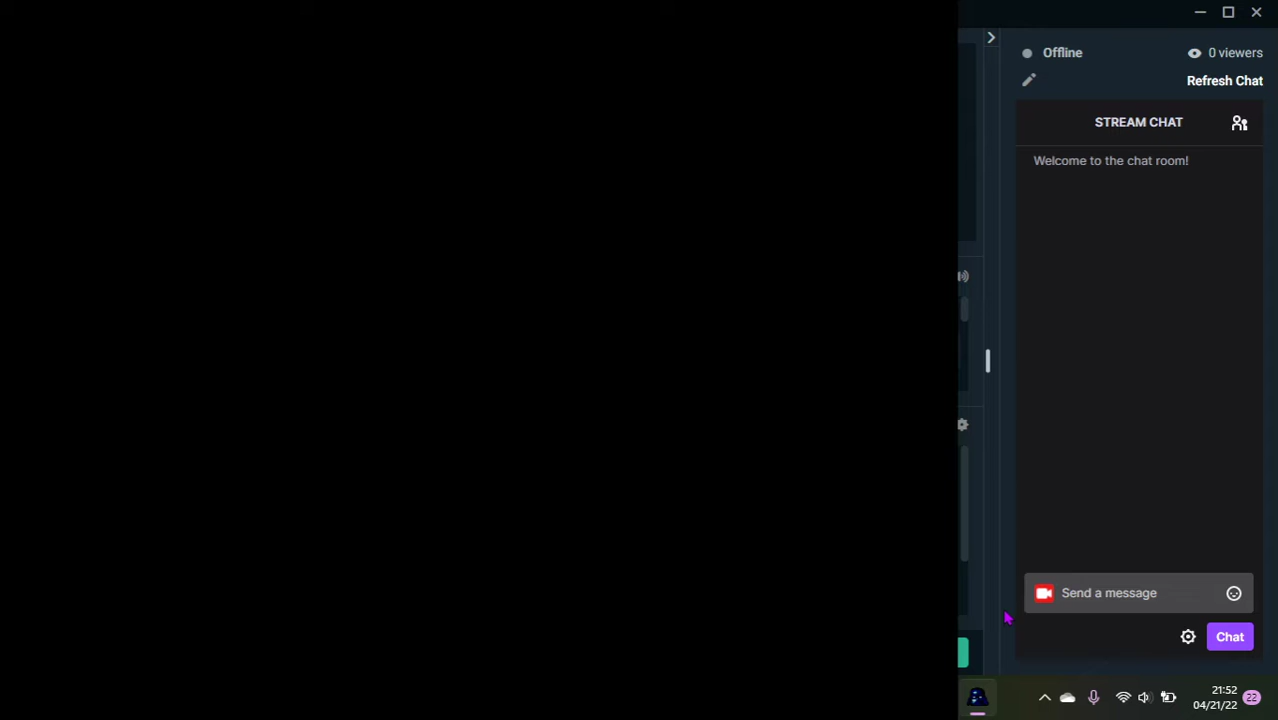 Offline
0 viewers
Refresh Chat
STREAM CHAT
Welcome to the chat room!
Send a message
Chat
21:52
04/21/22
22